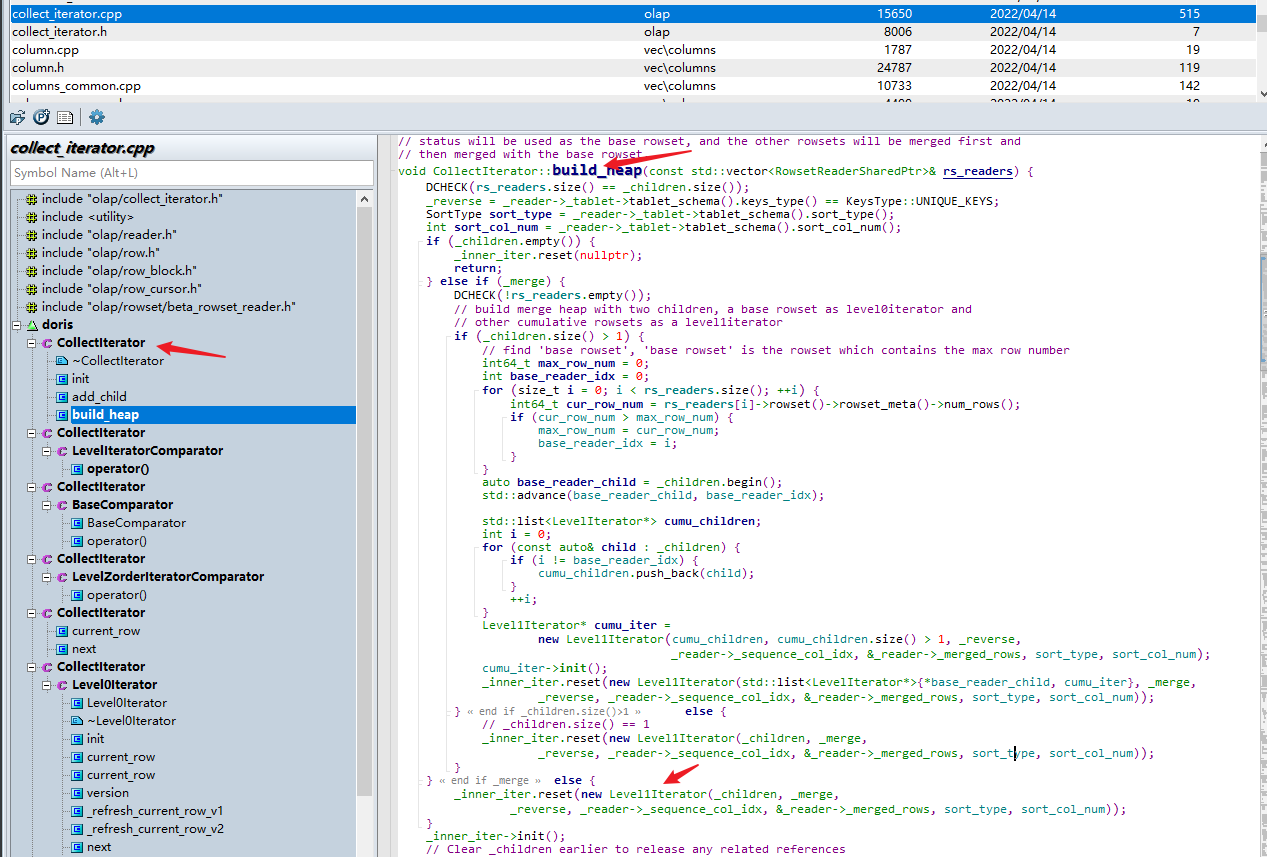 collect_iterator.cpp olap 15650 2022/04/14 515
collect_iterator.h olap 8006 2022/04/14 7
column.cpp vec\columns 1787 2022/04/14 19
column.h vec\columns 24787 2022/04/14 119
columns_common.cpp vec\columns 10733 2022/04/14 142
collect_iterator.cpp
Symbol Name (Alt+L)
include "olap/collect_iterator.h"
include <utility>
include "olap/reader.h"
include "olap/row.h"
include "olap/row_block.h"
include "olap/row_cursor.h"
include "olap/rowset/beta_rowset_reader.h"
doris
CollectIterator
~CollectIterator
init
add_child
build_heap
CollectIterator
LevelIteratorComparator
operator()
CollectIterator
BaseComparator
BaseComparator
operator()
CollectIterator
LevelZorderIteratorComparator
operator()
CollectIterator
current_row
next
CollectIterator
Level0Iterator
Level0Iterator
~Level0Iterator
init
current_row
current_row
version
_refresh_current_row_v1
_refresh_current_row_v2
next
// status will be used as the base rowset, and the other rowsets will be merged first and
// then merged with the base rowset
void CollectIterator::build_heap(const std::vector<RowsetReaderSharedPtr>& rs_readers) {
DCHECK(rs_readers.size() == _children.size());
_reverse = _reader->_tablet->tablet_schema().keys_type() == KeysType::UNIQUE_KEYS;
SortType sort_type = _reader->_tablet->tablet_schema().sort_type();
int sort_col_num = _reader->_tablet->tablet_schema().sort_col_num();
if (_children.empty()) {
_inner_iter.reset(nullptr);
return;
} else if (_merge) {
DCHECK(!rs_readers.empty());
// build merge heap with two children, a base rowset as level0iterator and
// other cumulative rowsets as a level1iterator
if (_children.size() > 1) {
// find 'base rowset', 'base rowset' is the rowset which contains the max row number
int64_t max_row_num = 0;
int base_reader_idx = 0;
for (size_t i = 0; i < rs_readers.size(); ++i) {
int64_t cur_row_num = rs_readers[i]->rowset()->rowset_meta()->num_rows();
if (cur_row_num > max_row_num) {
max_row_num = cur_row_num;
base_reader_idx = i;
}
}
auto base_reader_child = _children.begin();
std::advance(base_reader_child, base_reader_idx);
std::list<LevelIterator*> cumu_children;
int i = 0;
for (const auto& child : _children) {
if (i != base_reader_idx) {
cumu_children.push_back(child);
}
++i;
}
Level1Iterator* cumu_iter =
new Level1Iterator(cumu_children, cumu_children.size() > 1, _reverse,
_reader->_sequence_col_idx, &_reader->_merged_rows, sort_type, sort_col_num);
cumu_iter->init();
_inner_iter.reset(new Level1Iterator(std::list<LevelIterator*>{*base_reader_child, cumu_iter}, _merge,
_reverse, _reader->_sequence_col_idx, &_reader->_merged_rows, sort_type, sort_col_num));
} « end if _children.size()>1 » else {
// _children.size() == 1
_inner_iter.reset(new Level1Iterator(_children, _merge,
_reverse, _reader->_sequence_col_idx, &_reader->_merged_rows, sort_type, sort_col_num));
}
} « end if _merge » else {
_inner_iter.reset(new Level1Iterator(_children, _merge,
_reverse, _reader->_sequence_col_idx, &_reader->_merged_rows, sort_type, sort_col_num));
}
_inner_iter->init();
// Clear _children earlier to release any related references